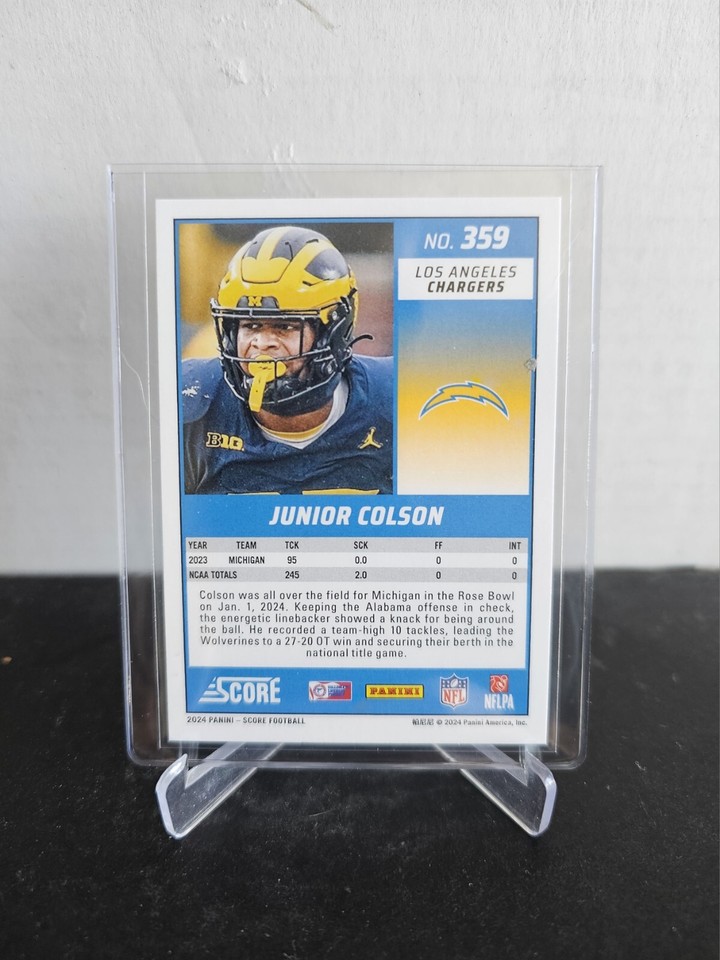 NO. 359
LOS ANGELES
CHARGERS
M
B1G
JUNIOR COLSON
YEAR TEAM TCK SCK FF INT
2023 MICHIGAN 95 0.0 0 0
NCAA TOTALS 245 2.0 0 0
Colson was all over the field for Michigan in the Rose Bowl
on Jan. 1, 2024. Keeping the Alabama offense in check,
the energetic linebacker showed a knack for being around
the ball. He recorded a team-high 10 tackles, leading the
Wolverines to a 27-20 OT win and securing their berth in the
national title game.
SCORE PANINI NFL NFLPA
2024 PANINI – SCORE FOOTBALL © 2024 Panini America, Inc.